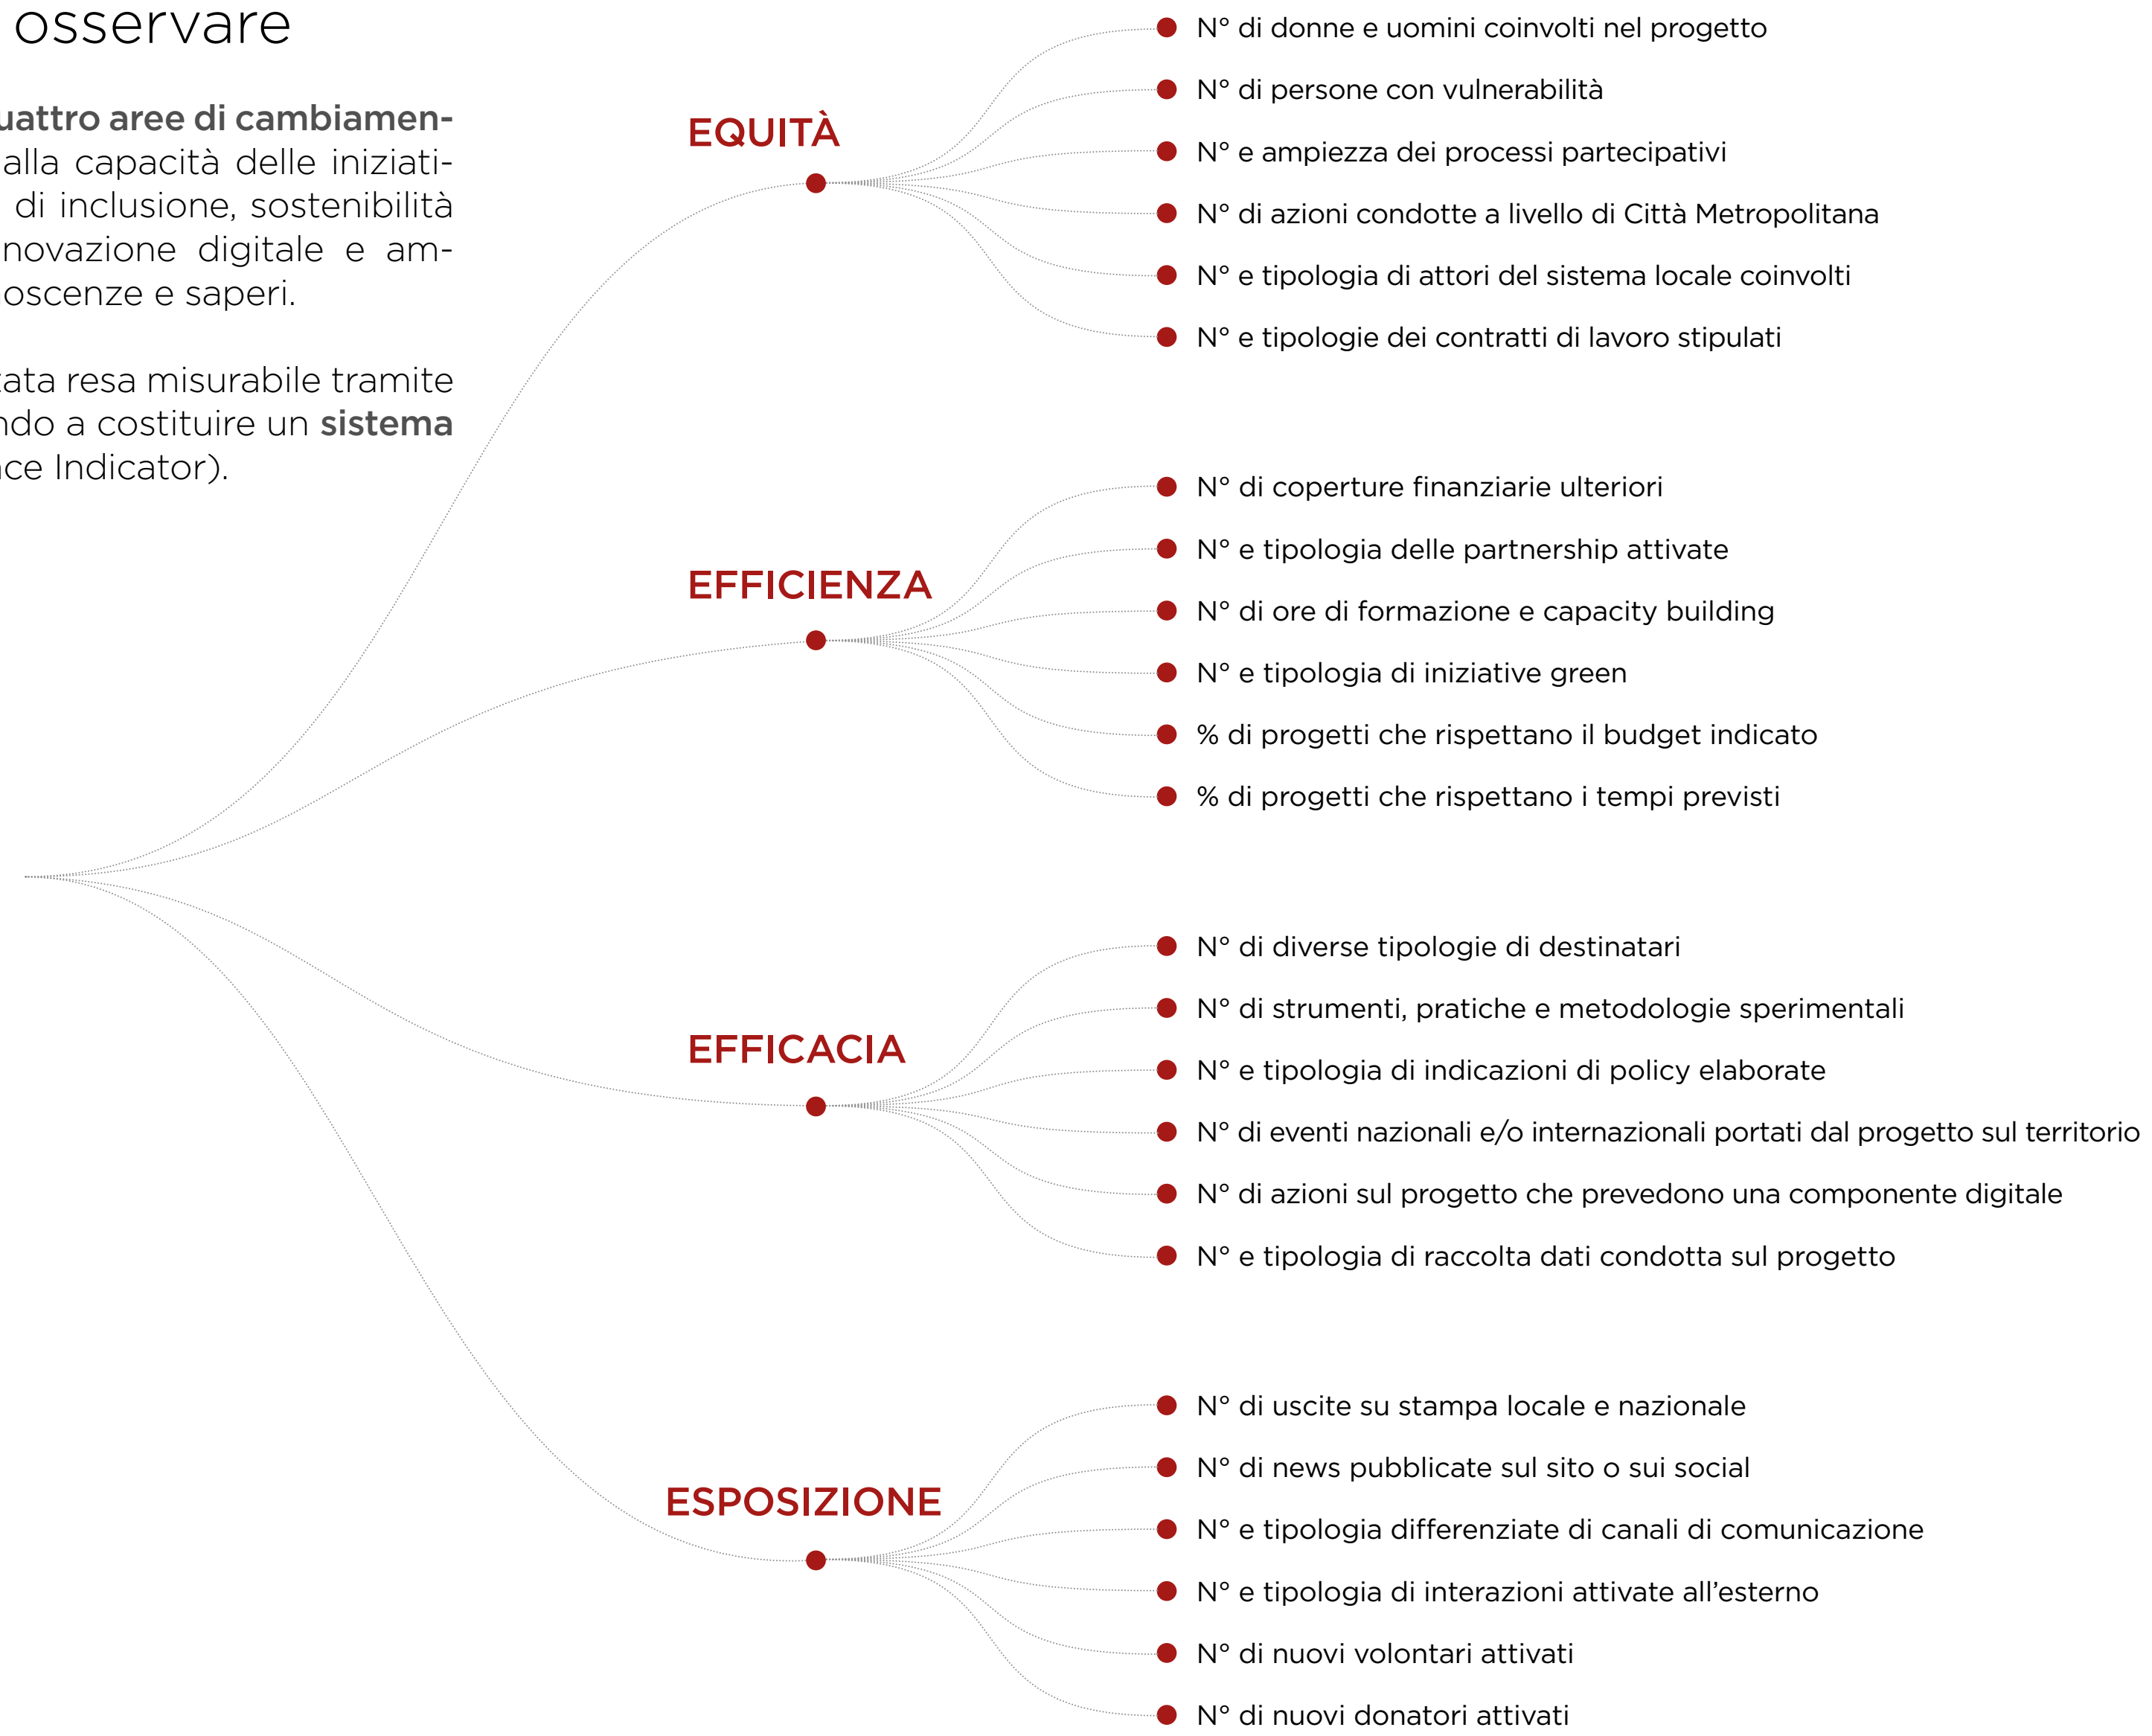 osservare
uattro aree di cambiamen-
alla capacità delle iniziati-
di inclusione, sostenibilità
novazione digitale e am-
oscenze e saperi.
tata resa misurabile tramite
ndo a costituire un sistema
ce Indicator).
EQUITÀ
N° di donne e uomini coinvolti nel progetto
N° di persone con vulnerabilità
N° e ampiezza dei processi partecipativi
N° di azioni condotte a livello di Città Metropolitana
N° e tipologia di attori del sistema locale coinvolti
N° e tipologie dei contratti di lavoro stipulati
EFFICIENZA
N° di coperture finanziarie ulteriori
N° e tipologia delle partnership attivate
N° di ore di formazione e capacity building
N° e tipologia di iniziative green
% di progetti che rispettano il budget indicato
% di progetti che rispettano i tempi previsti
EFFICACIA
N° di diverse tipologie di destinatari
N° di strumenti, pratiche e metodologie sperimentali
N° e tipologia di indicazioni di policy elaborate
N° di eventi nazionali e/o internazionali portati dal progetto sul territorio
N° di azioni sul progetto che prevedono una componente digitale
N° e tipologia di raccolta dati condotta sul progetto
ESPOSIZIONE
N° di uscite su stampa locale e nazionale
N° di news pubblicate sul sito o sui social
N° e tipologia differenziate di canali di comunicazione
N° e tipologia di interazioni attivate all'esterno
N° di nuovi volontari attivati
N° di nuovi donatori attivati